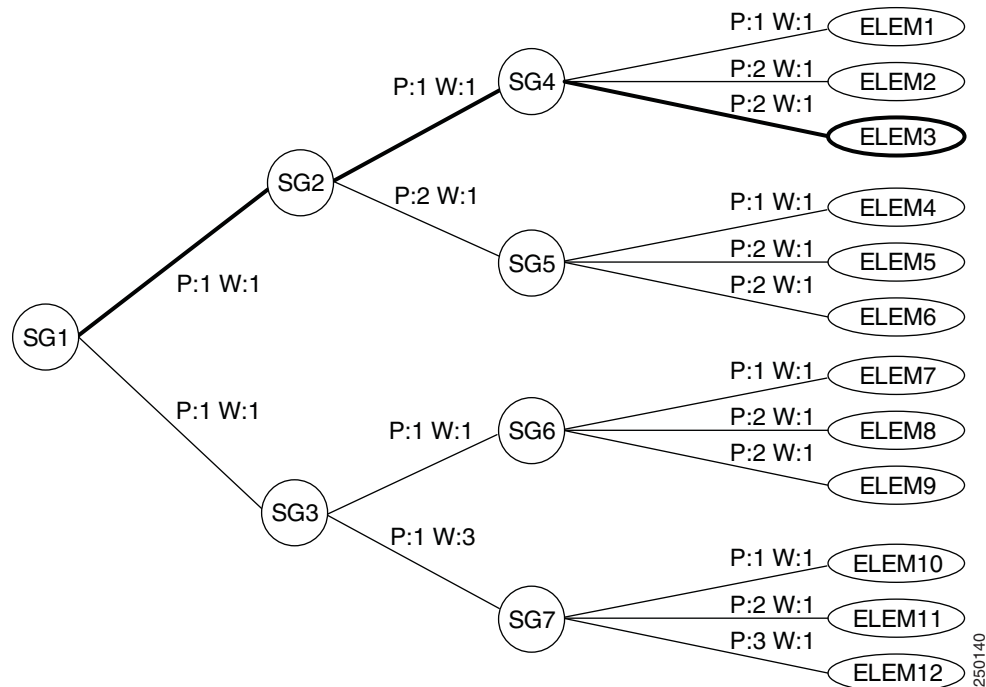 P:1 W:1 ELEM1
P:1 W:1 SG4 P:2 W:1 ELEM2
P:2 W:1 ELEM3
SG2
P:2 W:1 P:1 W:1 ELEM4
SG5 P:2 W:1 ELEM5
P:1 W:1 P:2 W:1 ELEM6
SG1
P:1 W:1 ELEM7
P:1 W:1 P:1 W:1 SG6 P:2 W:1 ELEM8
P:2 W:1 ELEM9
SG3
P:1 W:3 P:1 W:1 ELEM10
SG7 P:2 W:1 ELEM11
P:3 W:1 ELEM12
250140